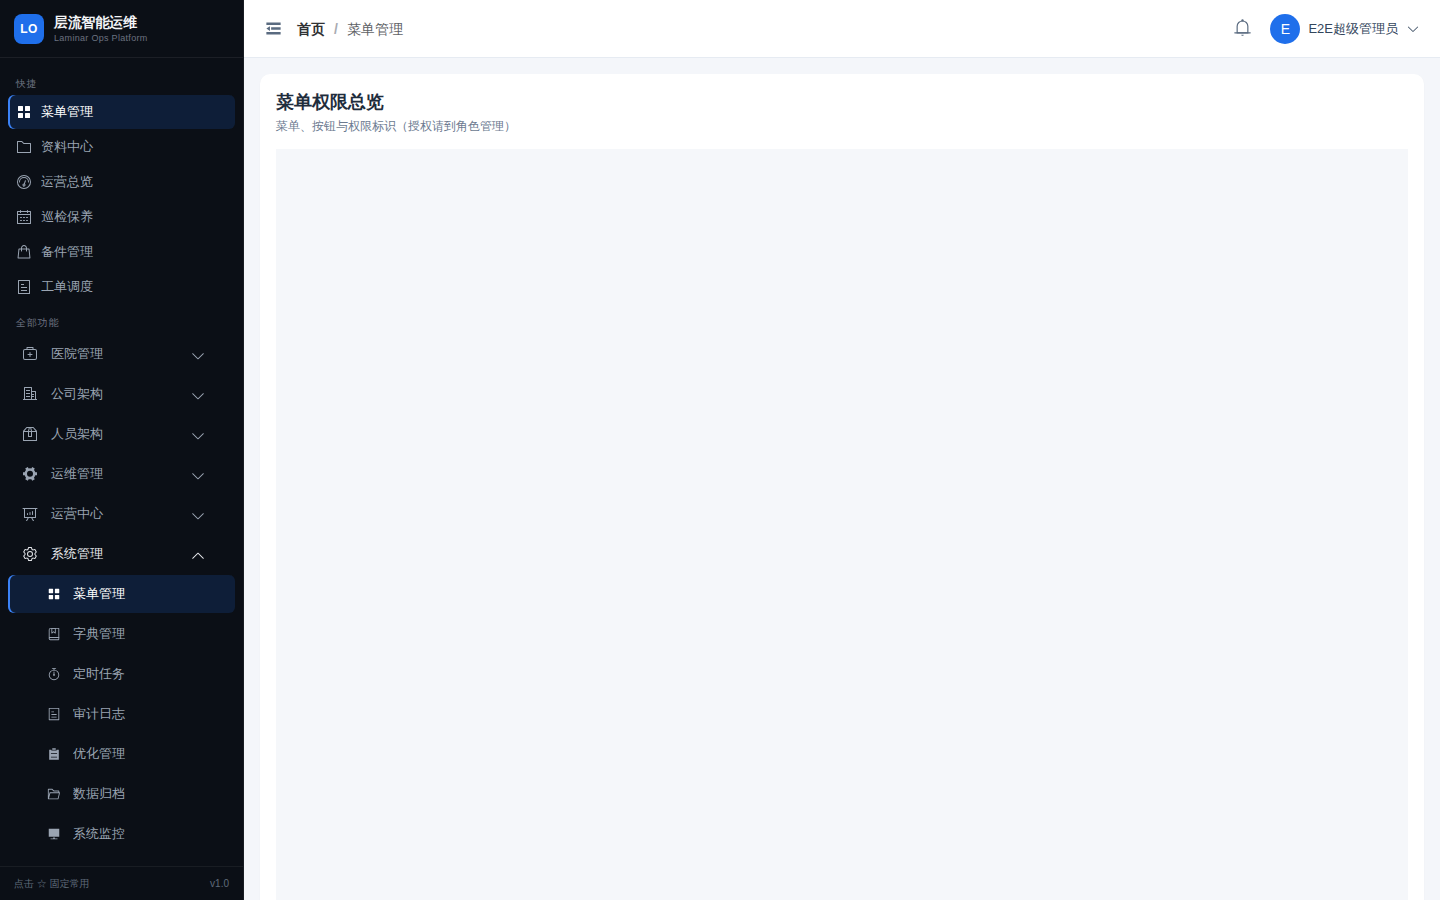 LO
层流智能运维
Laminar Ops Platform
快捷
菜单管理
资料中心
运营总览
巡检保养
备件管理
工单调度
全部功能
医院管理
公司架构
人员架构
运维管理
运营中心
系统管理
菜单管理
字典管理
定时任务
审计日志
优化管理
数据归档
系统监控
点击 ☆ 固定常用
v1.0
首页 / 菜单管理
E
E2E超级管理员
菜单权限总览
菜单、按钮与权限标识（授权请到角色管理）